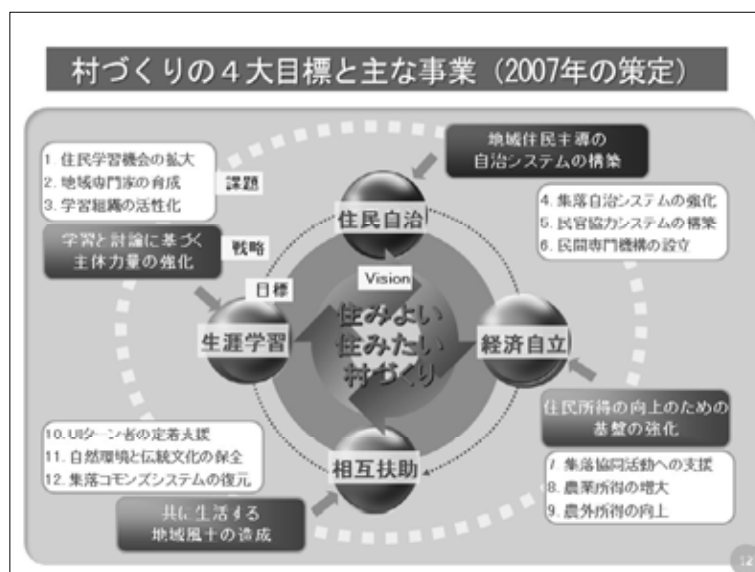 村づくりの4大目標と主な事業（2007年の策定）
1. 住民学習機会の拡大
2. 地域専門家の育成
3. 学習組織の活性化
課題
学習と討論に基づく
主体力量の強化
戦略
目標
地域住民主導の
自治システムの構築
住民自治
4. 集落自治システムの強化
5. 民官協力システムの構築
6. 民間専門機構の設立
Vision
住みよい
住みたい
村づくり
生涯学習
経済自立
住民所得の向上のための
基盤の強化
7. 集落協同活動への支援
8. 農業所得の増大
9. 農外所得の向上
10. UIターン者の定着支援
11. 自然環境と伝統文化の保全
12. 集落コモンズシステムの復元
相互扶助
共に生活する
地域風土の造成